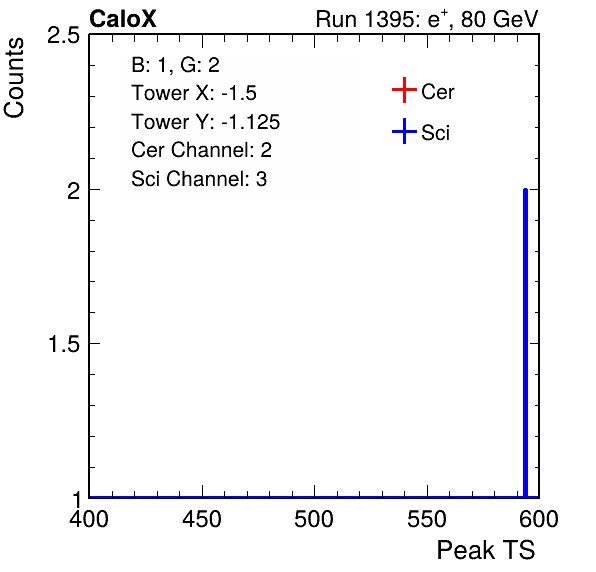 CaloX Run 1395: e⁺, 80 GeV
Counts
2.5
B: 1, G: 2
Tower X: -1.5
Tower Y: -1.125
Cer Channel: 2
Sci Channel: 3
Cer
Sci
2
1.5
1
400 450 500 550 600
Peak TS